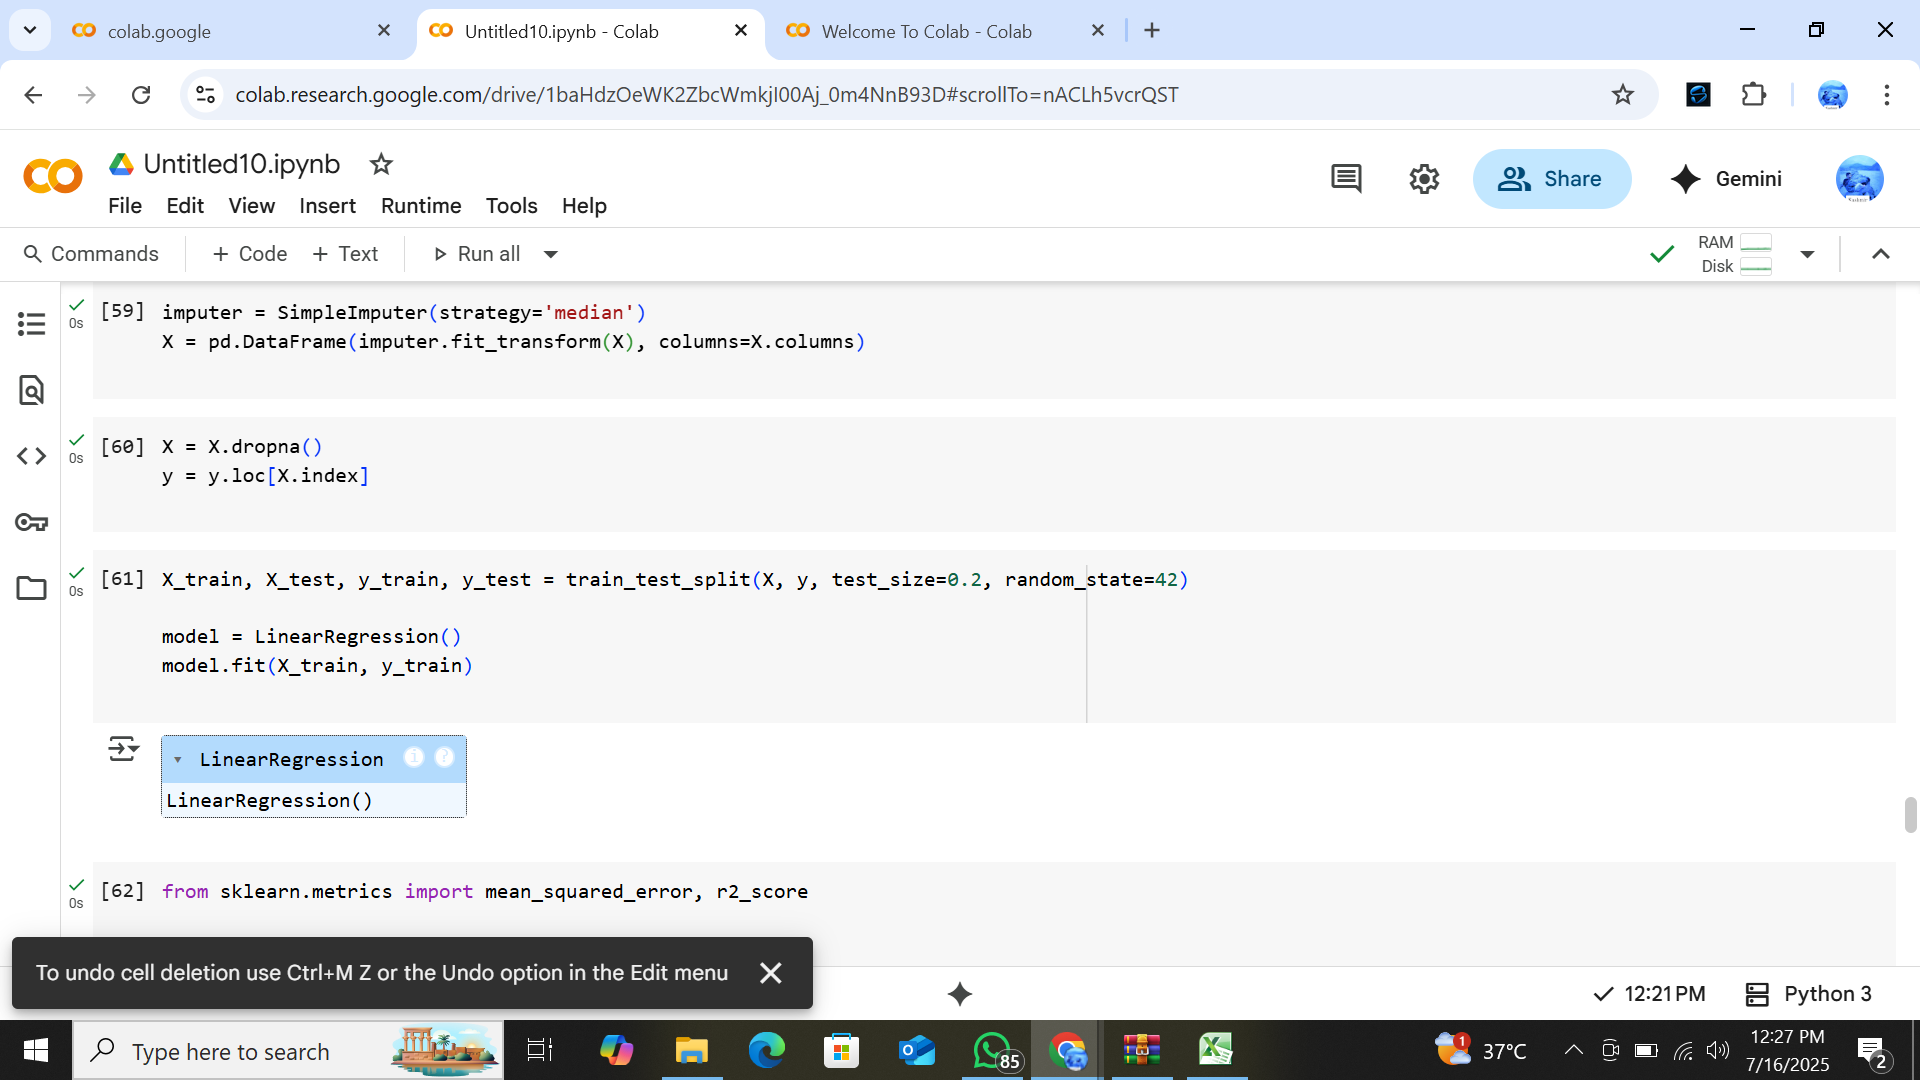 colab.google
Untitled10.ipynb - Colab
Welcome To Colab - Colab
colab.research.google.com/drive/1baHdzOeWK2ZbcWmkjI00Aj_0m4NnB93D#scrollTo=nACLh5vcrQST
Untitled10.ipynb
Share
Gemini
File Edit View Insert Runtime Tools Help
Commands + Code + Text Run all
RAM
Disk
[59] imputer = SimpleImputer(strategy='median')
0s
X = pd.DataFrame(imputer.fit_transform(X), columns=X.columns)
[60] X = X.dropna()
0s
y = y.loc[X.index]
[61] X_train, X_test, y_train, y_test = train_test_split(X, y, test_size=0.2, random_state=42)
0s
model = LinearRegression()
model.fit(X_train, y_train)
LinearRegression i ?
LinearRegression()
[62] from sklearn.metrics import mean_squared_error, r2_score
0s
To undo cell deletion use Ctrl+M Z or the Undo option in the Edit menu
12:21 PM Python 3
Type here to search
85
1
37°C
12:27 PM
7/16/2025
2